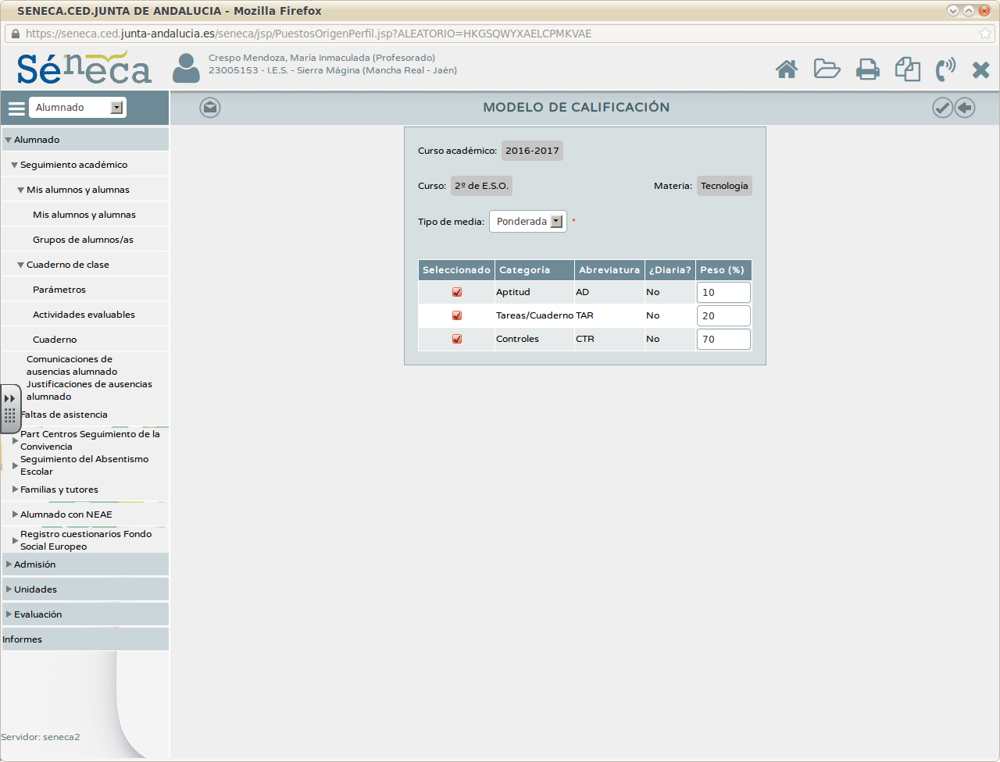 SENECA.CED.JUNTA DE ANDALUCIA - Mozilla Firefox
https://seneca.ced.junta-andalucia.es/seneca/jsp/PuestosOrigenPerfil.jsp?ALEATORIO=HKGSQWYXAELCPMKVAE
Séneca
Crespo Mendoza, María Inmaculada (Profesorado)
23005153 - I.E.S. - Sierra Mágina (Mancha Real - Jaén)
Alumnado
MODELO DE CALIFICACIÓN
Alumnado
Seguimiento académico
Mis alumnos y alumnas
Mis alumnos y alumnas
Grupos de alumnos/as
Cuaderno de clase
Parámetros
Actividades evaluables
Cuaderno
Comunicaciones de
ausencias alumnado
Justificaciones de ausencias
alumnado
Faltas de asistencia
Part Centros Seguimiento de la
Convivencia
Seguimiento del Absentismo
Escolar
Familias y tutores
Alumnado con NEAE
Registro cuestionarios Fondo
Social Europeo
Admisión
Unidades
Evaluación
Informes
Servidor: seneca2
Curso académico: 2016-2017
Curso: 2º de E.S.O. Materia: Tecnología
Tipo de media: Ponderada *
Seleccionado Categoría Abreviatura ¿Diaria? Peso (%)
Aptitud AD No 10
Tareas/Cuaderno TAR No 20
Controles CTR No 70